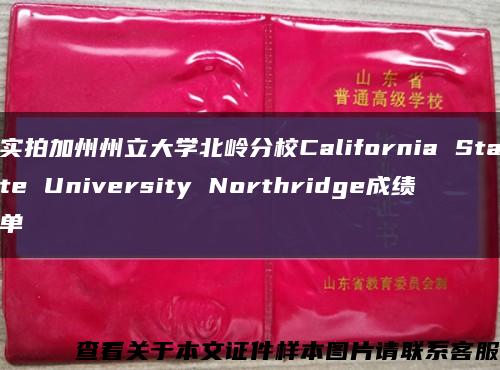 山东省
普通高级学校
实拍加州州立大学北岭分校California Sta
te University Northridge成绩
单
证书
山东省教育委员会制
查看关于本文证件样本图片请联系客服